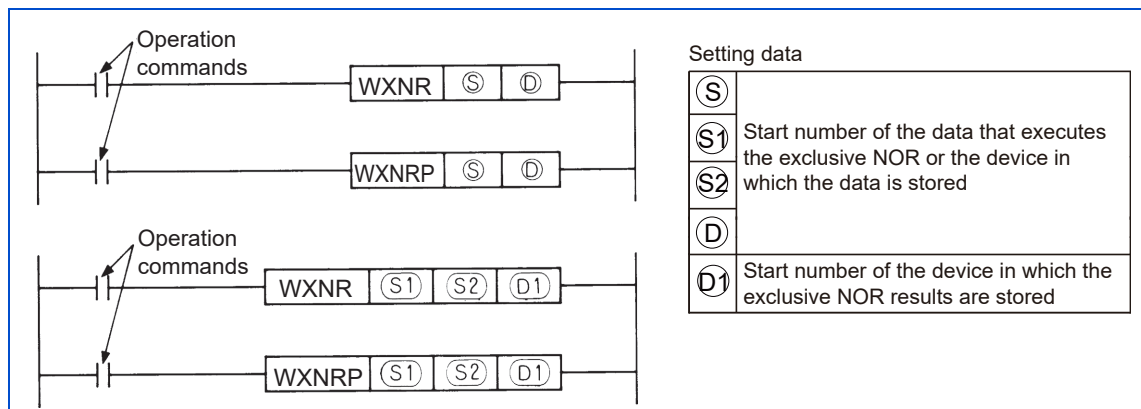 Operation
commands
WXNR Ⓢ Ⓓ
WXNRP Ⓢ Ⓓ
Operation
commands
WXNR S1 S2 D1
WXNRP S1 S2 D1
Setting data
Ⓢ
S1
S2
Ⓓ
Start number of the data that executes
the exclusive NOR or the device in
which the data is stored
D1
Start number of the device in which the
exclusive NOR results are stored